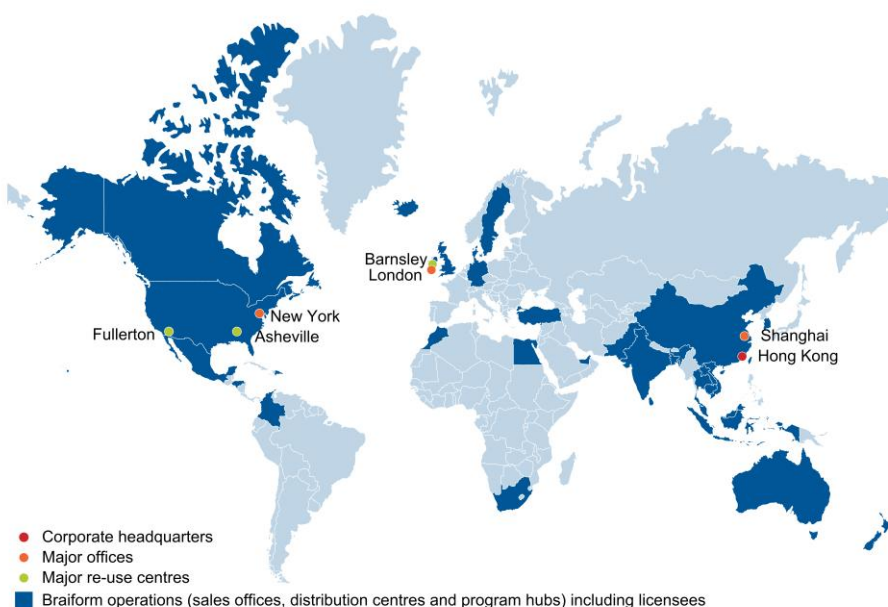 Barnsley
London
New York
Fullerton
Asheville
Shanghai
Hong Kong
Corporate headquarters
Major offices
Major re-use centres
Braiform operations (sales offices, distribution centres and program hubs) including licensees